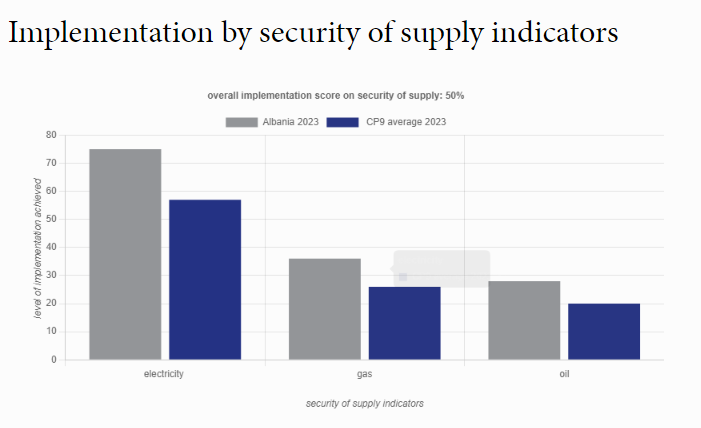 Implementation by security of supply indicators
overall implementation score on security of supply: 50%
Albania 2023 CP9 average 2023
level of implementation achieved
80
70
60
50
40
30
20
10
0
electricity gas oil
security of supply indicators